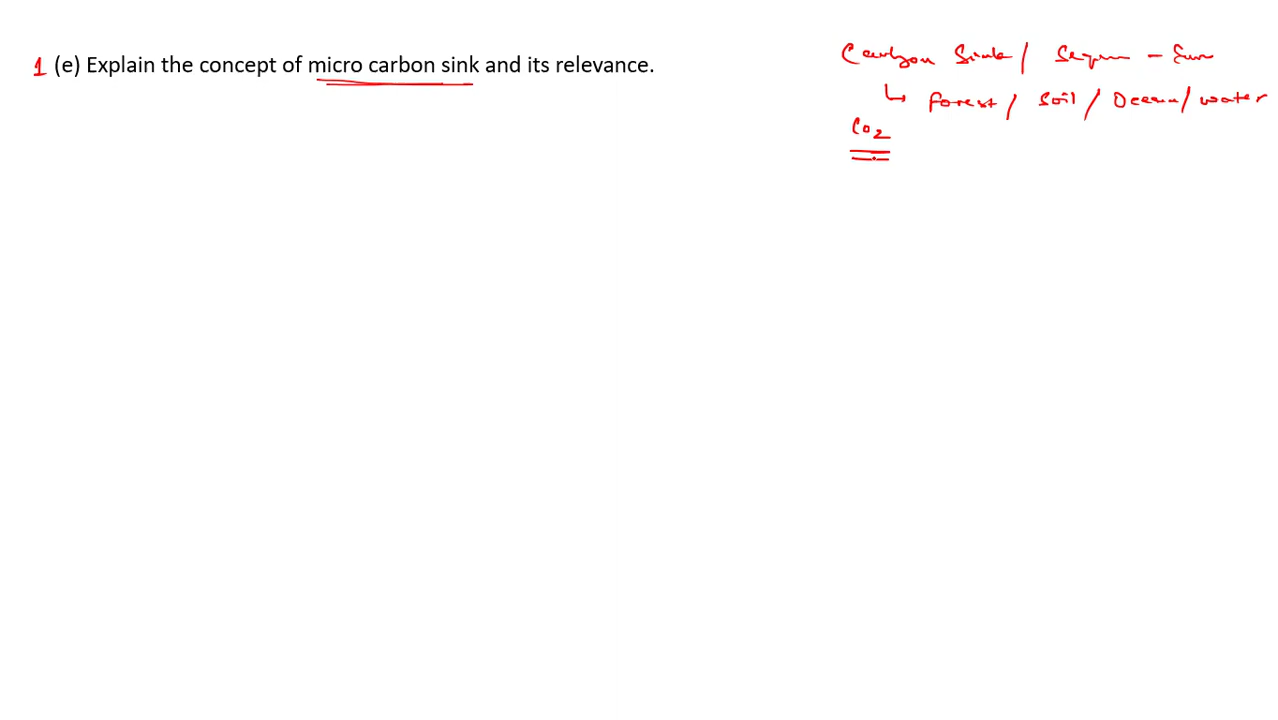 1 (e) Explain the concept of micro carbon sink and its relevance.
Carbon Sink /
↳ Forest / Soil / Ocean / water
CO2